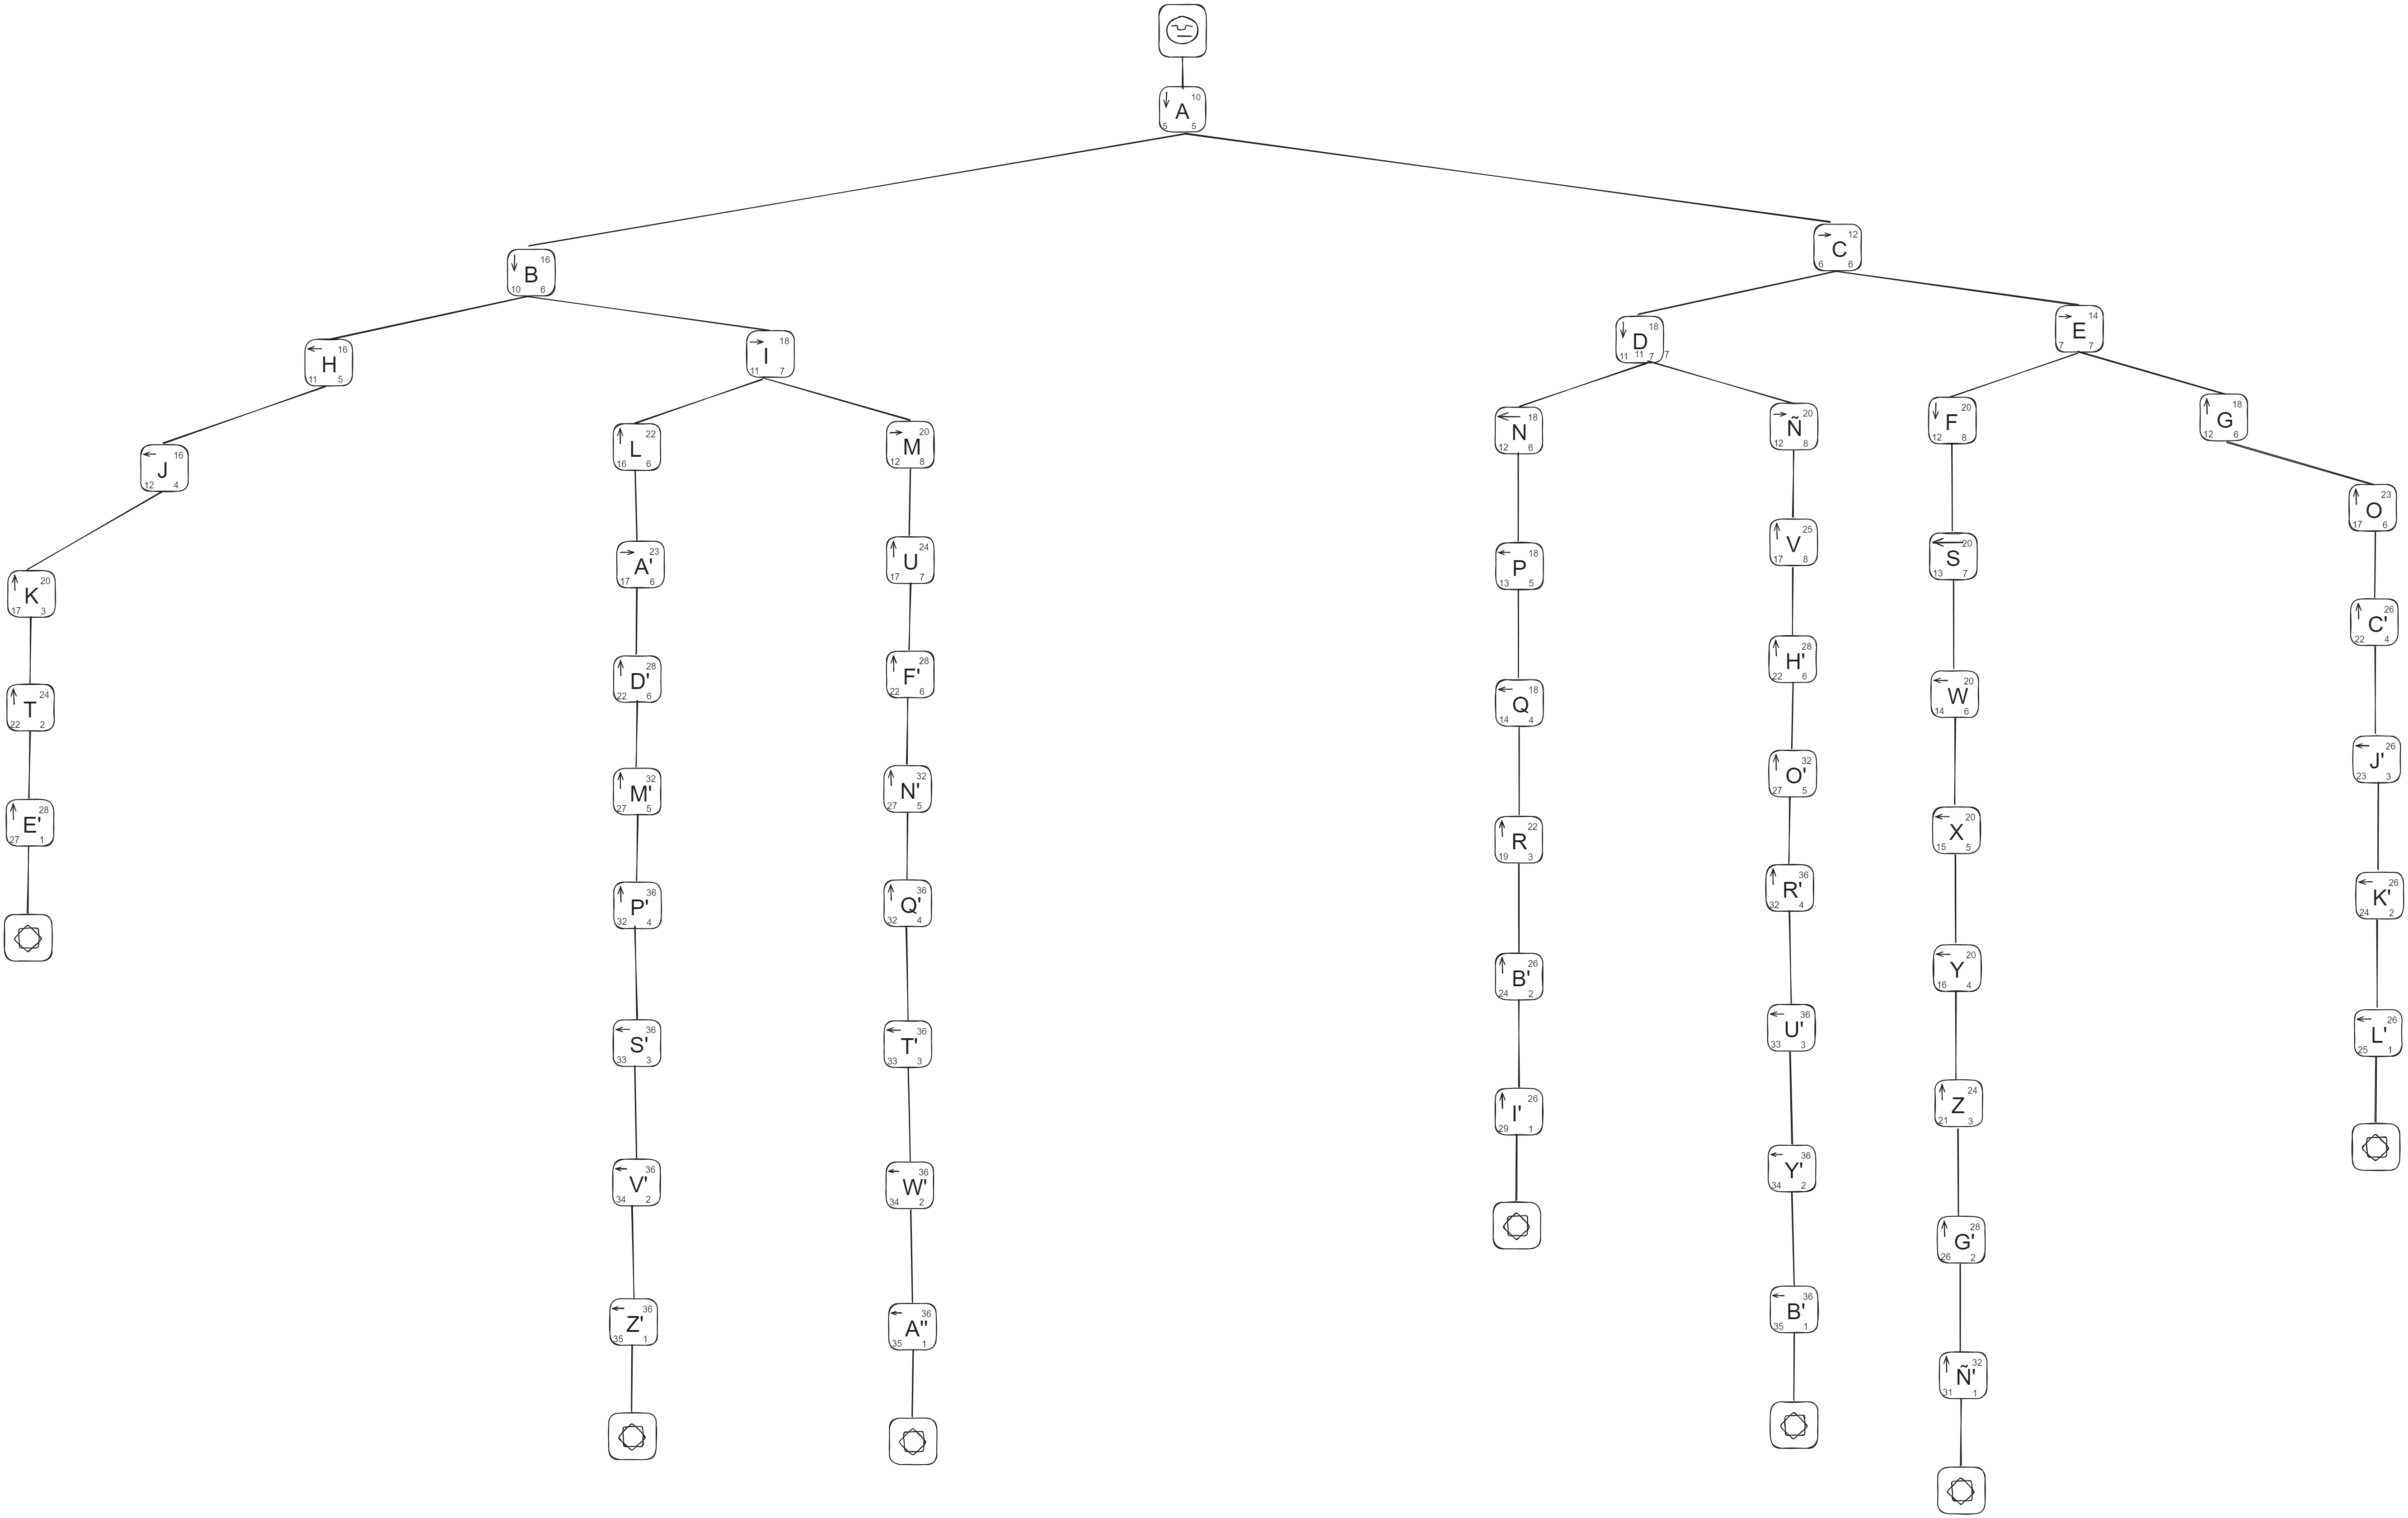 10
A
5 5
16
B
10 6
12
C
6 6
16
H
11 5
18
I
11 7
18
D
11 11 7 7
14
E
7 7
16
J
12 4
22
L
16 6
20
M
12 8
18
N
12 6
20
Ñ
12 8
20
F
12 8
18
G
12 6
23
O
17 6
20
K
17 3
23
A'
17 6
24
U
17 7
18
P
13 5
25
V
17 8
20
S
13 7
26
C'
22 4
24
T
22 2
28
D'
22 6
28
F'
22 6
18
Q
14 4
28
H'
22 6
20
W
14 6
26
J'
23 3
28
E'
27 1
32
M'
27 5
32
N'
27 5
22
R
19 3
32
O'
27 5
20
X
15 5
26
K'
24 2
36
P'
32 4
36
Q'
32 4
26
B'
24 2
36
R'
32 4
20
Y
16 4
26
L'
25 1
36
S'
33 3
36
T'
33 3
26
I'
29 1
36
U'
33 3
24
Z
21 3
36
V'
34 2
36
W'
34 2
36
Y'
34 2
28
G'
26 2
36
Z'
35 1
36
A''
35 1
36
B'
35 1
32
Ñ'
31 1